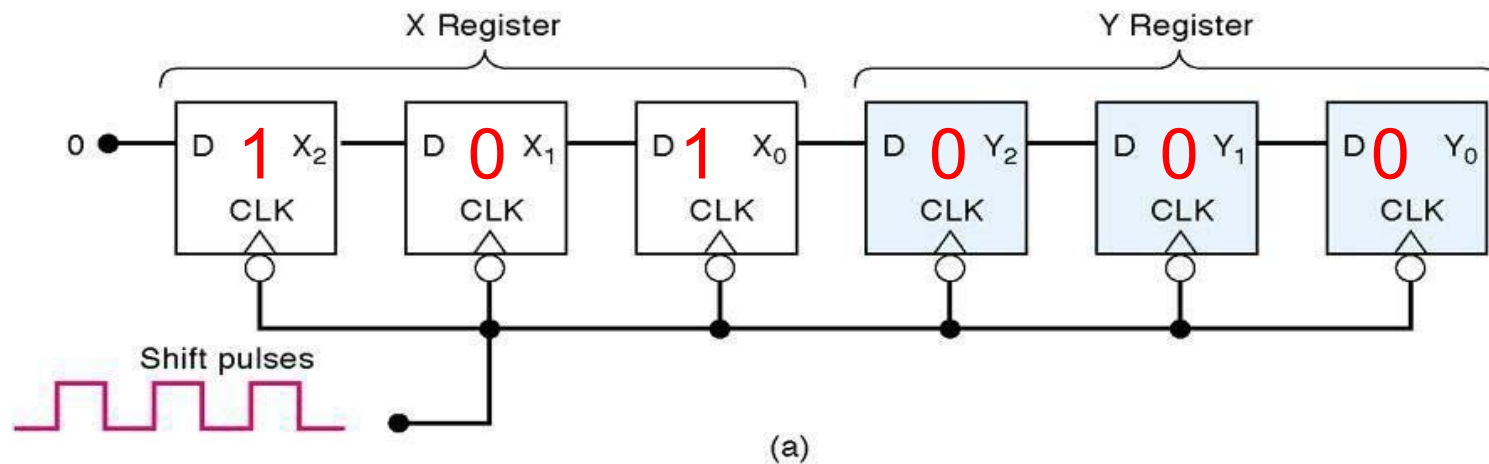 X Register Y Register
0 D 1 X₂ D 0 X₁ D 1 X₀ D 0 Y₂ D 0 Y₁ D 0 Y₀
CLK CLK CLK CLK CLK CLK
Shift pulses
(a)